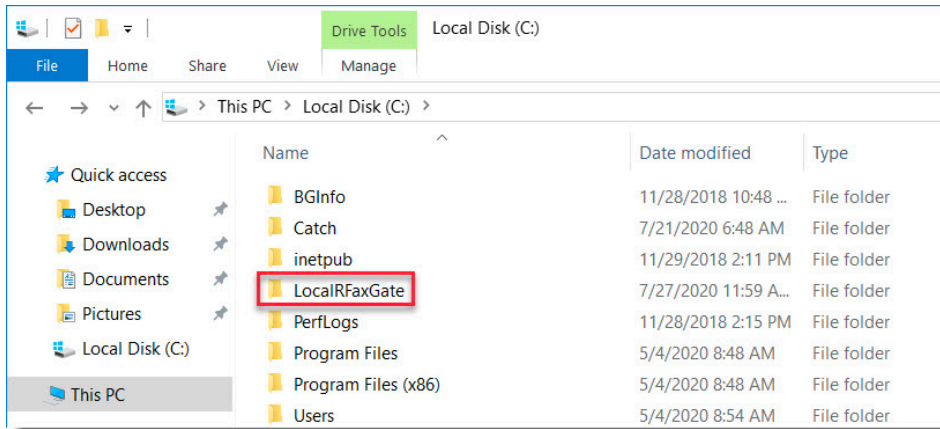 Drive Tools Local Disk (C:)
File Home Share View Manage
This PC > Local Disk (C:) >
Name Date modified Type
Quick access
Desktop
Downloads
Documents
Pictures
Local Disk (C:)
This PC
BGInfo 11/28/2018 10:48 ... File folder
Catch 7/21/2020 6:48 AM File folder
inetpub 11/29/2018 2:11 PM File folder
LocalRFaxGate 7/27/2020 11:59 A... File folder
PerfLogs 11/28/2018 2:15 PM File folder
Program Files 5/4/2020 8:48 AM File folder
Program Files (x86) 5/4/2020 8:48 AM File folder
Users 5/4/2020 8:54 AM File folder